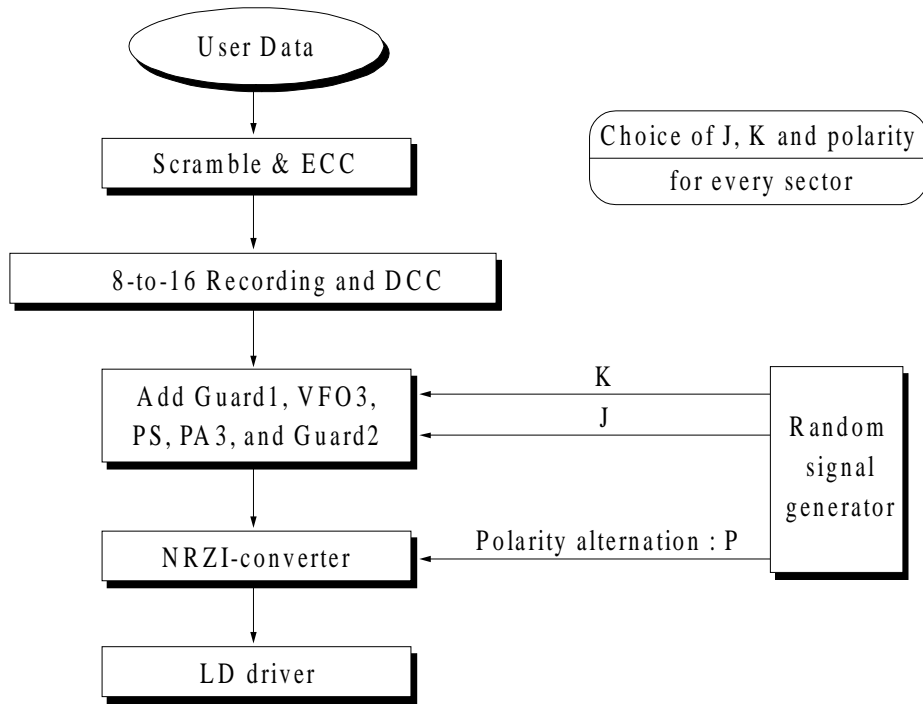 User Data
Scramble & ECC
Choice of J, K and polarity
for every sector
8-to-16 Recording and DCC
Add Guard1, VFO3,
PS, PA3, and Guard2
K
J
Random
signal
generator
NRZI-converter
Polarity alternation : P
LD driver